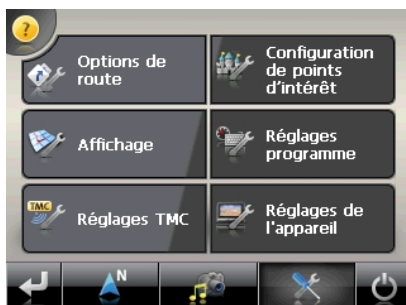 ?
Options de
route
Configuration
de points
d'intérêt
Affichage
Réglages
programme
TMC
Réglages TMC
Réglages de
l'appareil
N